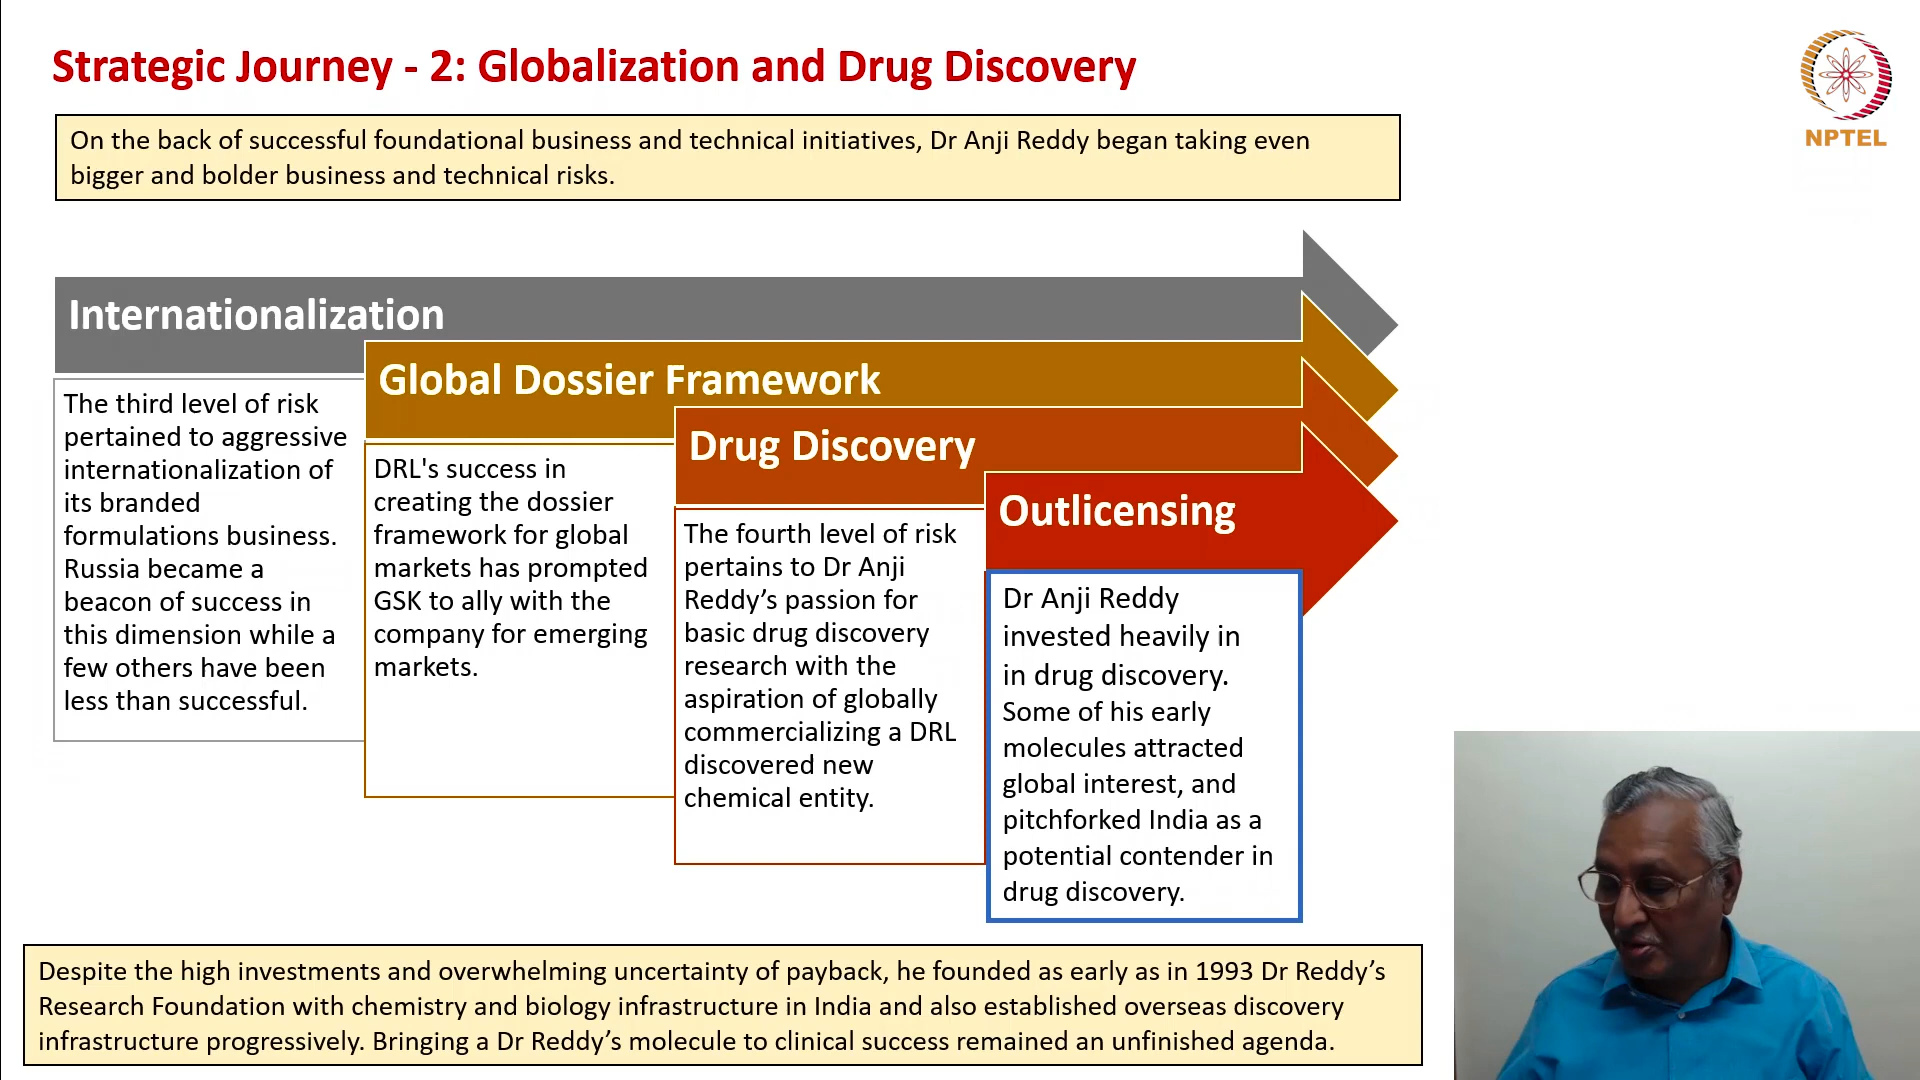 Strategic Journey - 2: Globalization and Drug Discovery
NPTEL
On the back of successful foundational business and technical initiatives, Dr Anji Reddy began taking even
bigger and bolder business and technical risks.
Internationalization
The third level of risk
pertained to aggressive
internationalization of
its branded
formulations business.
Russia became a
beacon of success in
this dimension while a
few others have been
less than successful.
Global Dossier Framework
DRL's success in
creating the dossier
framework for global
markets has prompted
GSK to ally with the
company for emerging
markets.
Drug Discovery
The fourth level of risk
pertains to Dr Anji
Reddy’s passion for
basic drug discovery
research with the
aspiration of globally
commercializing a DRL
discovered new
chemical entity.
Outlicensing
Dr Anji Reddy
invested heavily in
in drug discovery.
Some of his early
molecules attracted
global interest, and
pitchforked India as a
potential contender in
drug discovery.
Despite the high investments and overwhelming uncertainty of payback, he founded as early as in 1993 Dr Reddy’s
Research Foundation with chemistry and biology infrastructure in India and also established overseas discovery
infrastructure progressively. Bringing a Dr Reddy’s molecule to clinical success remained an unfinished agenda.